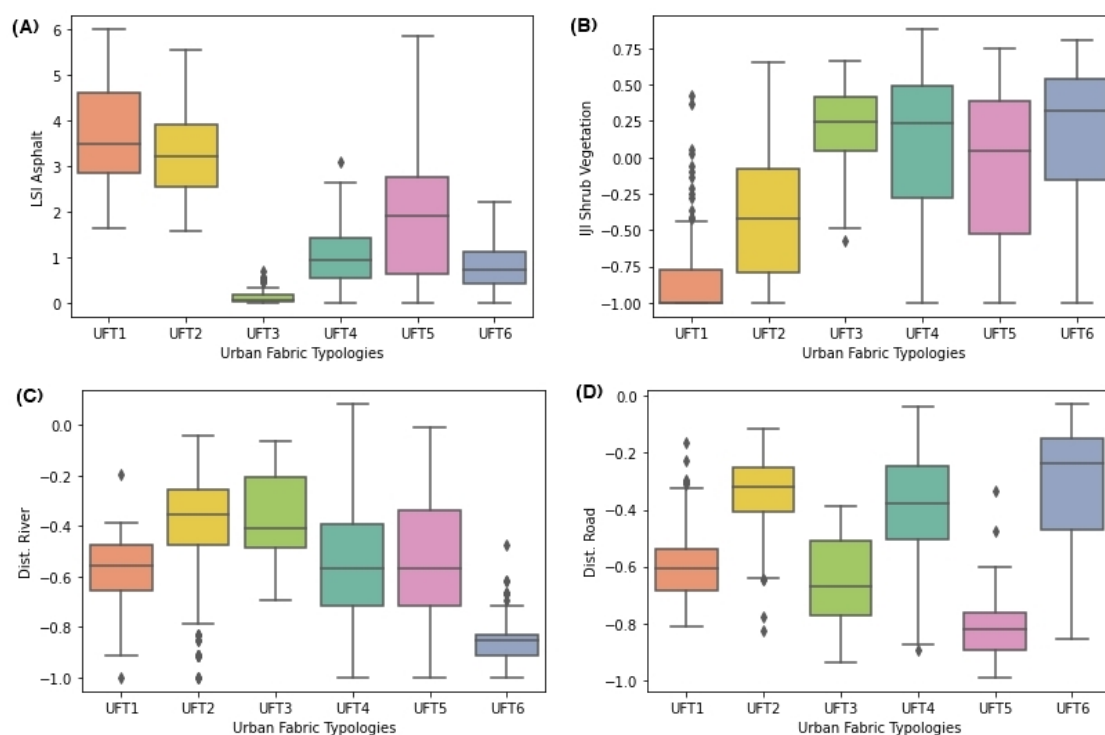 (A)
LSI Asphalt
6
5
4
3
2
1
0
UFT1 UFT2 UFT3 UFT4 UFT5 UFT6
Urban Fabric Typologies
(B)
IJI Shrub Vegetation
0.75
0.50
0.25
0.00
−0.25
−0.50
−0.75
−1.00
UFT1 UFT2 UFT3 UFT4 UFT5 UFT6
Urban Fabric Typologies
(C)
Dist. River
0.0
−0.2
−0.4
−0.6
−0.8
−1.0
UFT1 UFT2 UFT3 UFT4 UFT5 UFT6
Urban Fabric Typologies
(D)
Dist. Road
0.0
−0.2
−0.4
−0.6
−0.8
−1.0
UFT1 UFT2 UFT3 UFT4 UFT5 UFT6
Urban Fabric Typologies